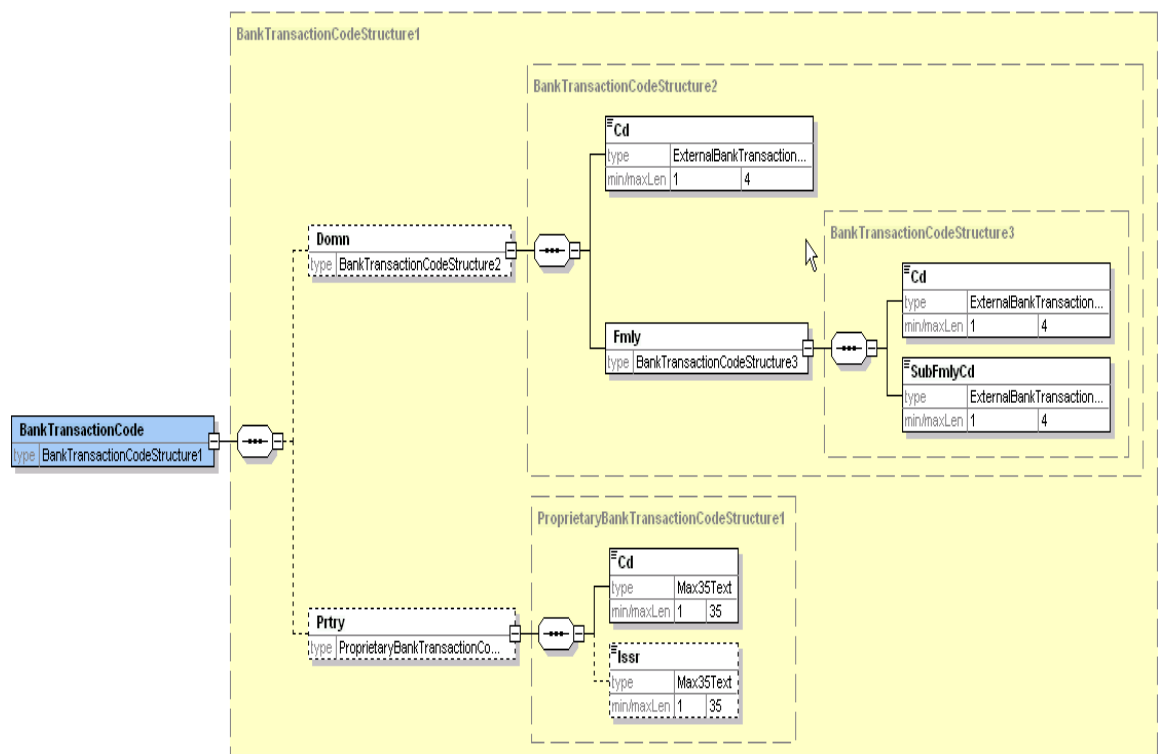 BankTransactionCodeStructure1
BankTransactionCodeStructure2
Cd
type ExternalBankTransaction...
min/maxLen 1 4
Domn
type BankTransactionCodeStructure2
BankTransactionCodeStructure3
Cd
type ExternalBankTransaction...
min/maxLen 1 4
Fmly
type BankTransactionCodeStructure3
SubFmlyCd
type ExternalBankTransaction...
min/maxLen 1 4
BankTransactionCode
type BankTransactionCodeStructure1
ProprietaryBankTransactionCodeStructure1
Cd
type Max35Text
min/maxLen 1 35
Prtry
type ProprietaryBankTransactionCo...
Issr
type Max35Text
min/maxLen 1 35